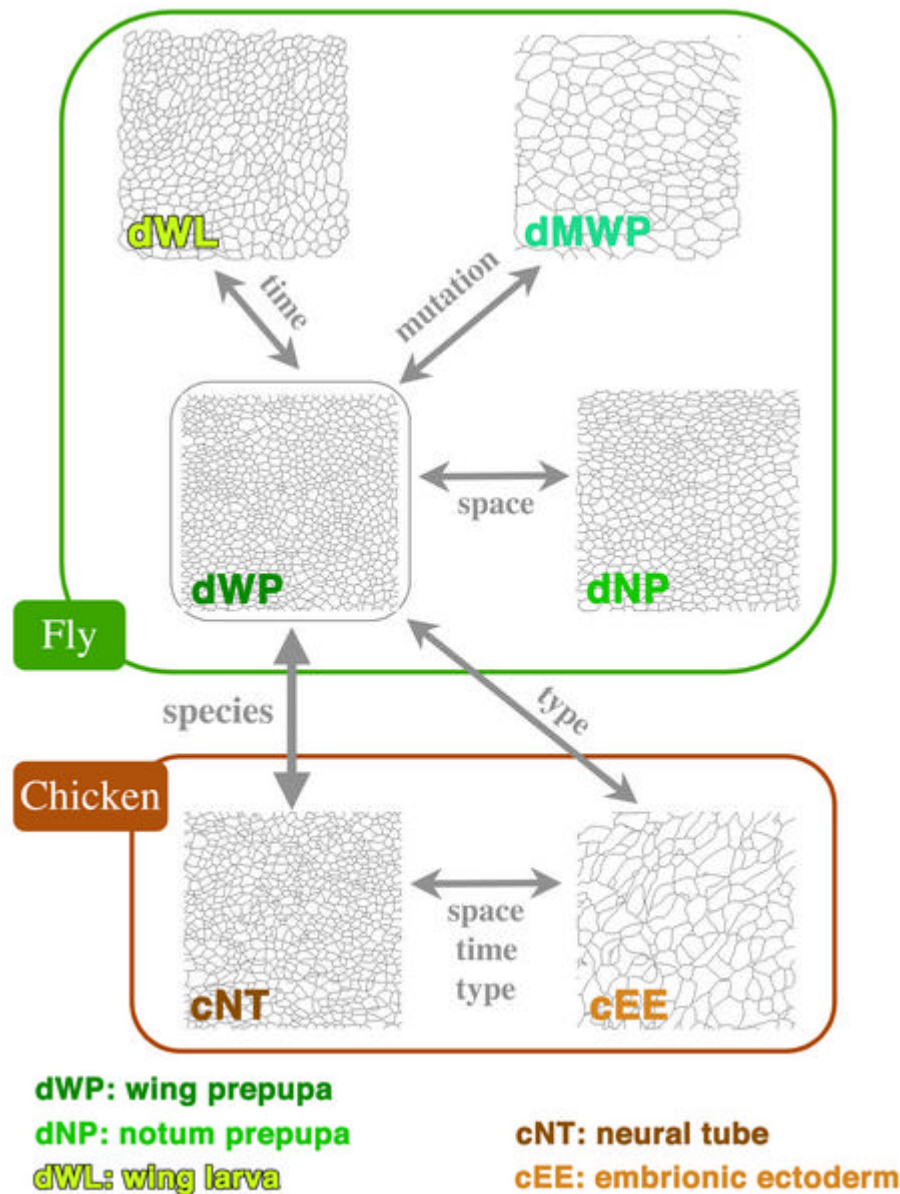 dWL
dMWP
time
mutation
space
dWP
dNP
Fly
species
type
Chicken
space
time
type
cNT
cEE
dWP: wing prepupa
dNP: notum prepupa
cNT: neural tube
dWL: wing larva
cEE: embrionic ectoderm